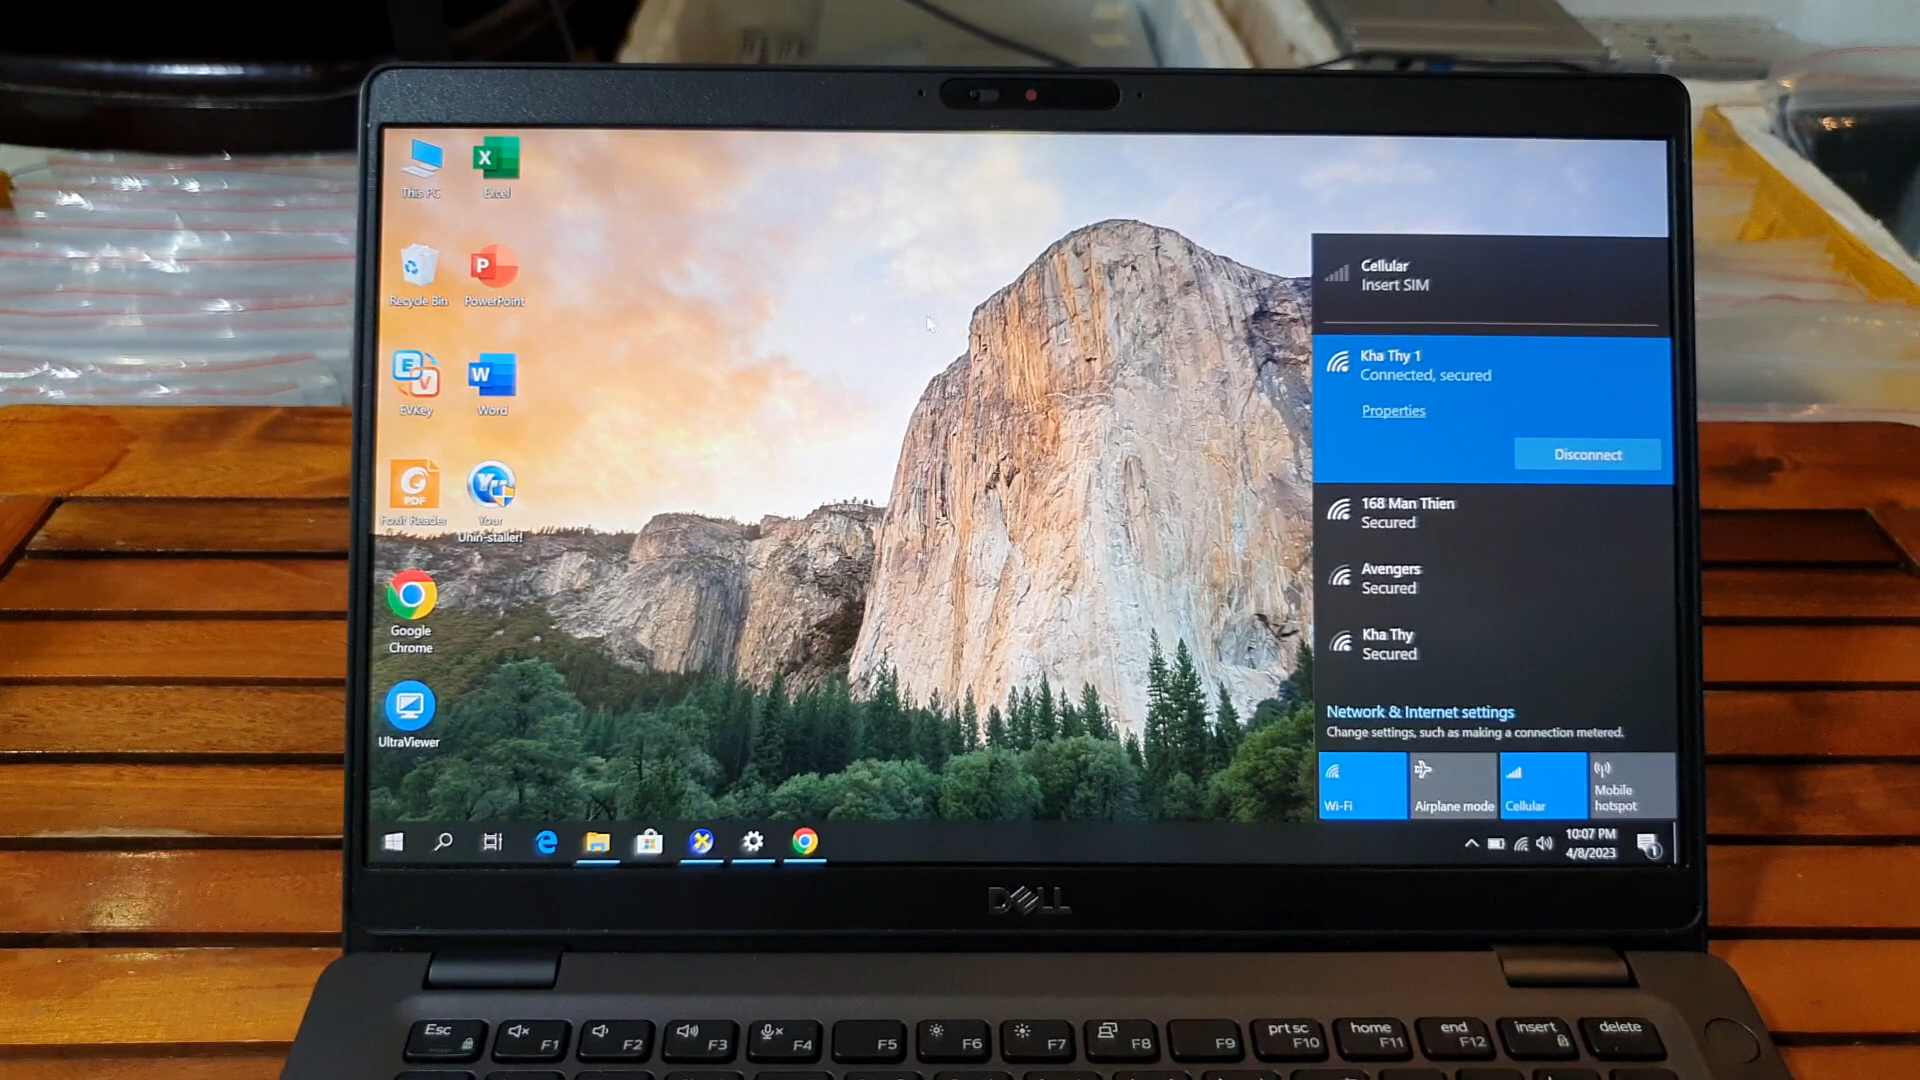 This PC
Excel
Recycle Bin
PowerPoint
EVKey
Word
PDF
Foxit Reader
Your
Unin-staller!
Google
Chrome
UltraViewer
Cellular
Insert SIM
Kha Thy 1
Connected, secured
Properties
Disconnect
168 Man Thien
Secured
Avengers
Secured
Kha Thy
Secured
Network & Internet settings
Change settings, such as making a connection metered.
Wi-Fi
Airplane mode
Cellular
Mobile
hotspot
10:07 PM
4/8/2023
1
DELL
Esc
F1
F2
F3
F4
F5
F6
F7
F8
F9
prt sc
F10
home
F11
end
F12
insert
delete